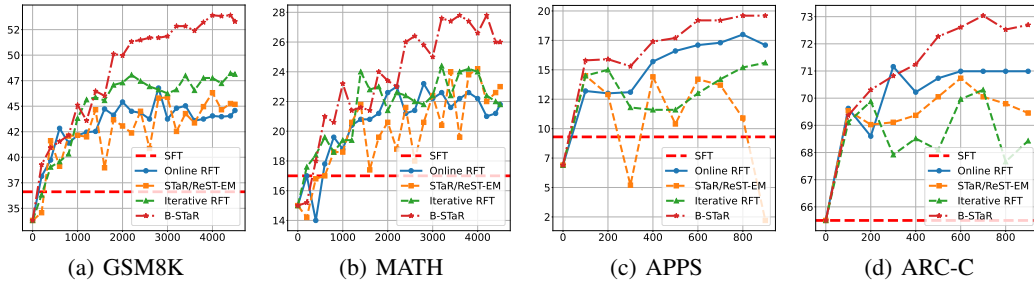 52
50
47
45
42
40
37
35
0 1000 2000 3000 4000
SFT
Online RFT
STaR/ReST-EM
Iterative RFT
B-STaR
(a) GSM8K
28
26
24
22
20
18
16
14
0 1000 2000 3000 4000
SFT
Online RFT
STaR/ReST-EM
Iterative RFT
B-STaR
(b) MATH
20
17
15
12
10
7
5
2
0 200 400 600 800
SFT
Online RFT
STaR/ReST-EM
Iterative RFT
B-STaR
(c) APPS
73
72
71
70
68
67
66
0 200 400 600 800
SFT
Online RFT
STaR/ReST-EM
Iterative RFT
B-STaR
(d) ARC-C